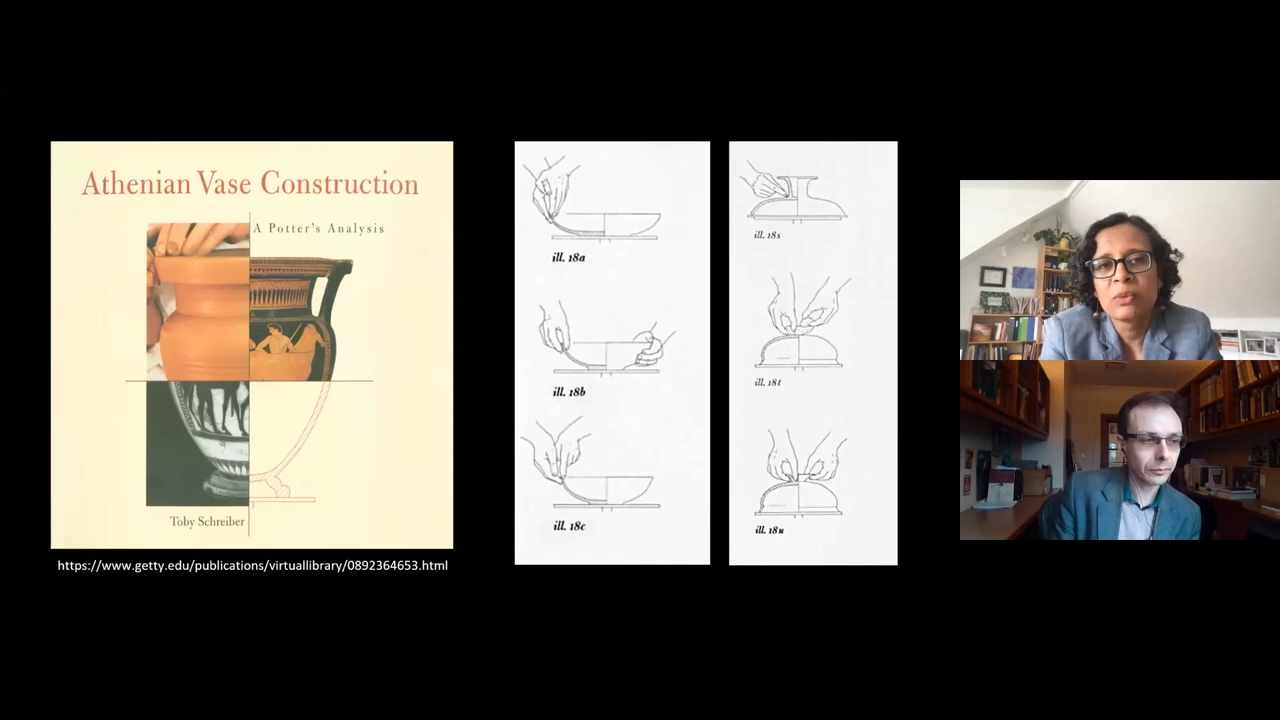 Athenian Vase Construction
A Potter's Analysis
Toby Schreiber
https://www.getty.edu/publications/virtuallibrary/0892364653.html
ill. 18a
ill. 18b
ill. 18c
ill. 18s
ill. 18t
ill. 18u